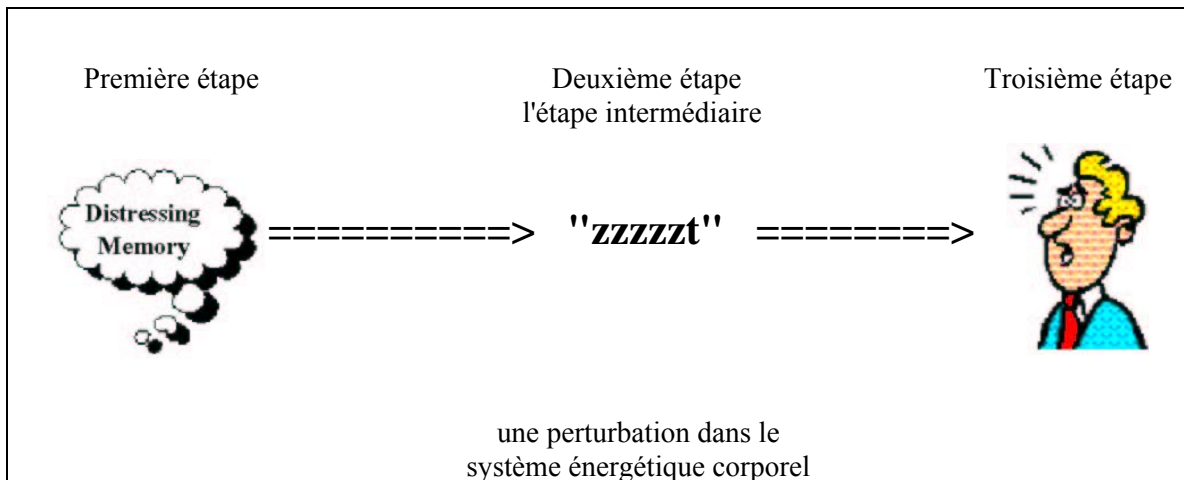 Première étape
Deuxième étape
l'étape intermédiaire
Troisième étape
Distressing
Memory
==========> "zzzzzt" ========>
une perturbation dans le
système énergétique corporel